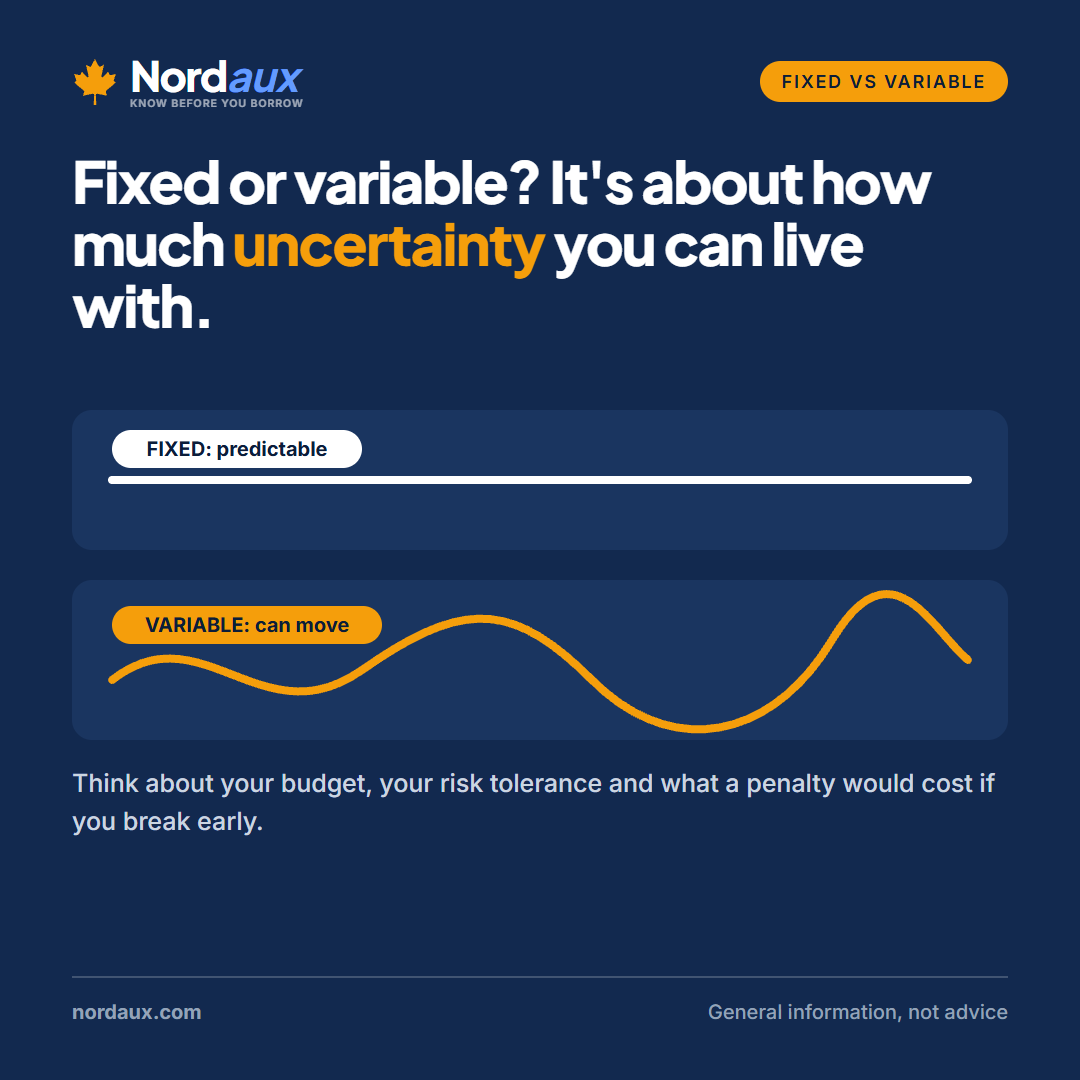 Nordaux
KNOW BEFORE YOU BORROW
FIXED VS VARIABLE
Fixed or variable? It's about how
much uncertainty you can live
with.
FIXED: predictable
VARIABLE: can move
Think about your budget, your risk tolerance and what a penalty would cost if
you break early.
nordaux.com
General information, not advice